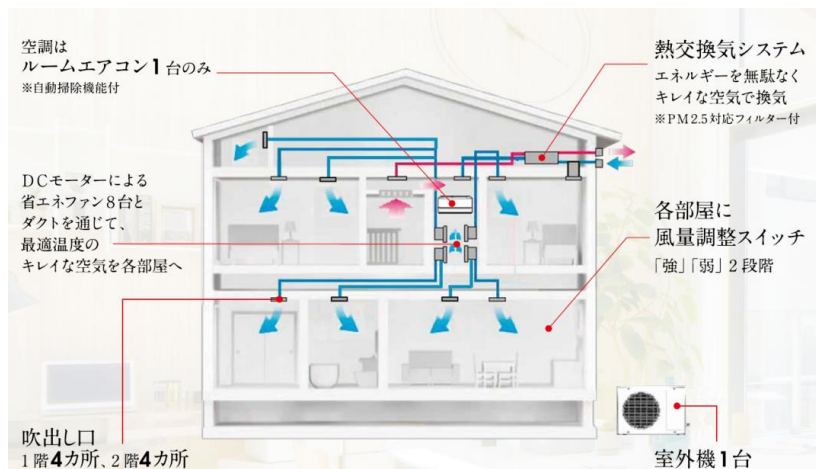 空調は
ルームエアコン1台のみ
※自動掃除機能付
DCモーターによる
省エネファン8台と
ダクトを通じて、
最適温度の
キレイな空気を各部屋へ
吹出し口
1階4カ所、2階4カ所
熱交換気システム
エネルギーを無駄なく
キレイな空気で換気
※PM2.5対応フィルター付
各部屋に
風量調整スイッチ
「強」「弱」2段階
室外機1台